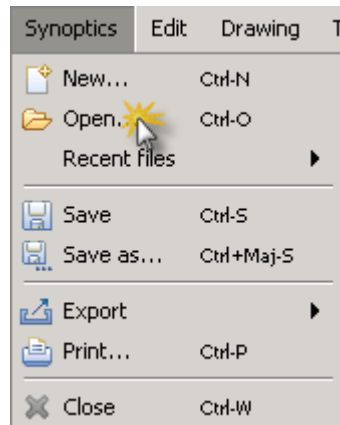 Synoptics Edit Drawing T
New... Ctrl-N
Open... Ctrl-O
Recent files
Save Ctrl-S
Save as... Ctrl+Maj-S
Export
Print... Ctrl-P
Close Ctrl-W